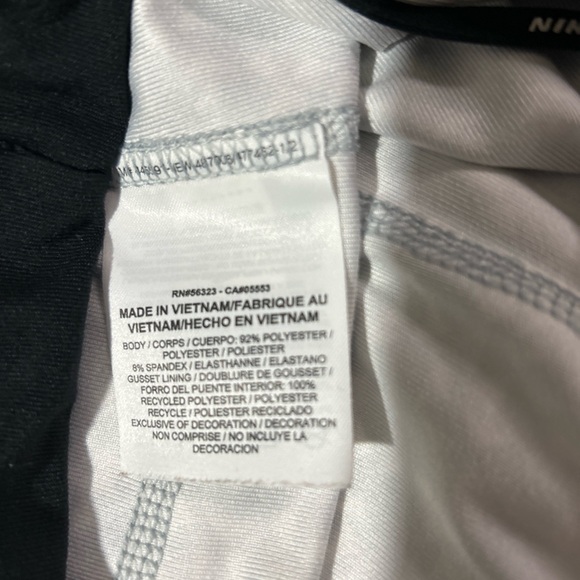 NIK
RN#56323 - CA#05553
MADE IN VIETNAM/FABRIQUE AU
VIETNAM/HECHO EN VIETNAM
BODY / CORPS / CUERPO: 92% POLYESTER /
POLYESTER / POLIESTER
8% SPANDEX / ELASTHANNE / ELASTANO
GUSSET LINING / DOUBLURE DE GOUSSET /
FORRO DEL PUENTE INTERIOR: 100%
RECYCLED POLYESTER / POLYESTER
RECYCLE / POLIESTER RECICLADO
EXCLUSIVE OF DECORATION / DECORATION
NON COMPRISE / NO INCLUYE LA
DECORACION